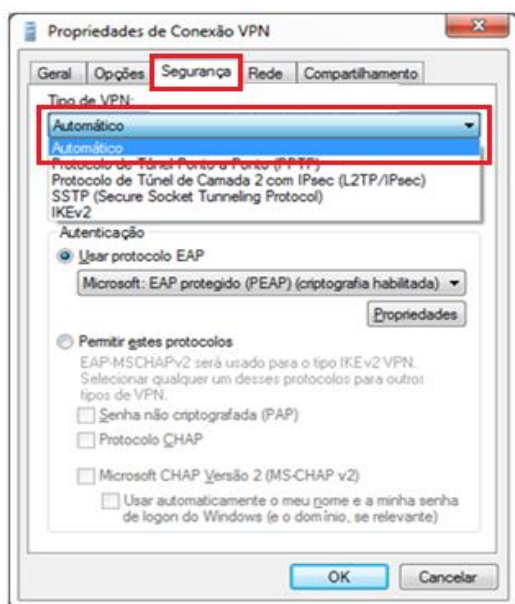 Propriedades de Conexão VPN
Geral Opções Segurança Rede Compartilhamento
Tipo de VPN:
Automático
Automático
Protocolo de Túnel Ponto a Ponto (PPTP)
Protocolo de Túnel de Camada 2 com IPsec (L2TP/IPsec)
SSTP (Secure Socket Tunneling Protocol)
IKEv2
Autenticação
Usar protocolo EAP
Microsoft: EAP protegido (PEAP) (criptografia habilitada)
Propriedades
Permitir estes protocolos
EAP-MSCHAPv2 será usado para o tipo IKEv2 VPN.
Selecionar qualquer um desses protocolos para outros
tipos de VPN.
Senha não criptografada (PAP)
Protocolo CHAP
Microsoft CHAP Versão 2 (MS-CHAP v2)
Usar automaticamente o meu nome e a minha senha
de logon do Windows (e o domínio, se relevante)
OK Cancelar